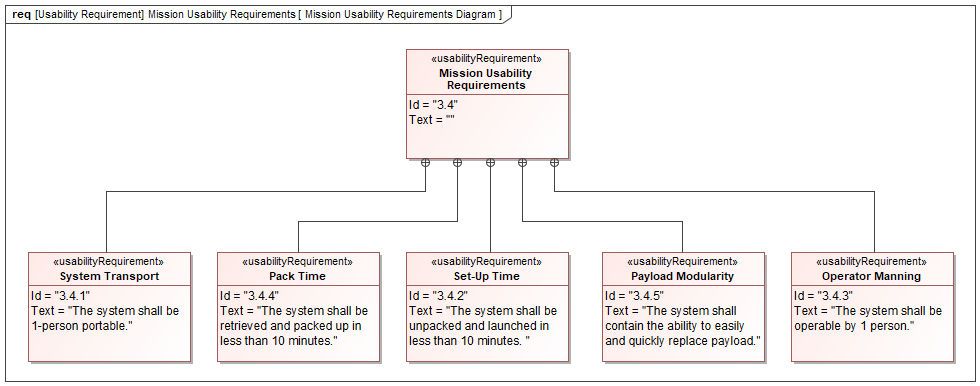 req [Usability Requirement] Mission Usability Requirements [ Mission Usability Requirements Diagram ]
«usabilityRequirement»
Mission Usability
Requirements
Id = "3.4"
Text = ""
«usabilityRequirement»
System Transport
Id = "3.4.1"
Text = "The system shall be
1-person portable."
«usabilityRequirement»
Pack Time
Id = "3.4.4"
Text = "The system shall be
retrieved and packed up in
less than 10 minutes."
«usabilityRequirement»
Set-Up Time
Id = "3.4.2"
Text = "The system shall be
unpacked and launched in
less than 10 minutes. "
«usabilityRequirement»
Payload Modularity
Id = "3.4.5"
Text = "The system shall
contain the ability to easily
and quickly replace payload."
«usabilityRequirement»
Operator Manning
Id = "3.4.3"
Text = "The system shall be
operable by 1 person."